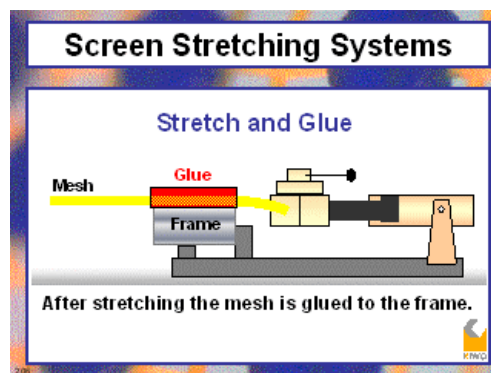 Screen Stretching Systems
Stretch and Glue
Glue
Mesh
Frame
After stretching the mesh is glued to the frame.
KIWO